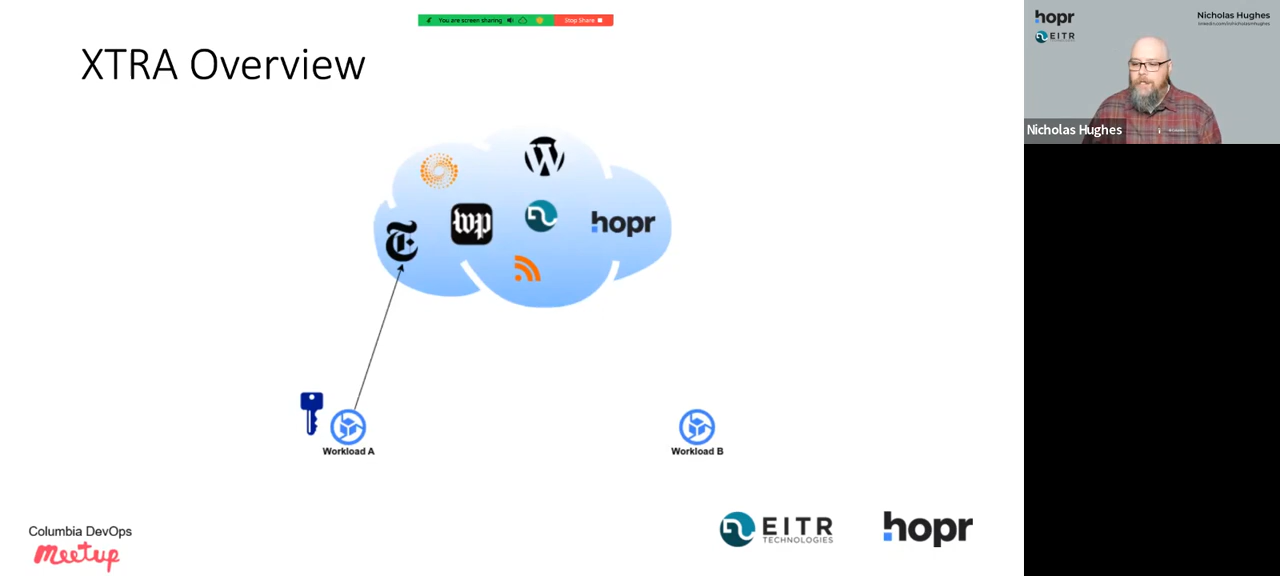 You are screen sharing
Stop Share
XTRA Overview
hopr
EITR
Nicholas Hughes
Nicholas Hughes
wp
hopr
Workload A
Workload B
Columbia DevOps
meetup
EITR
TECHNOLOGIES
hopr